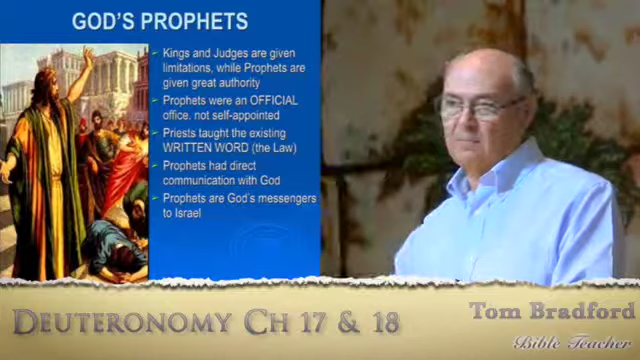 GOD'S PROPHETS
Kings and Judges are given
limitations, while Prophets are
given great authority
Prophets were an OFFICIAL
office. not self-appointed
Priests taught the existing
WRITTEN WORD (the Law)
Prophets had direct
communication with God
Prophets are God's messengers
to Israel
DEUTERONOMY CH 17 & 18
Tom Bradford
Bible Teacher